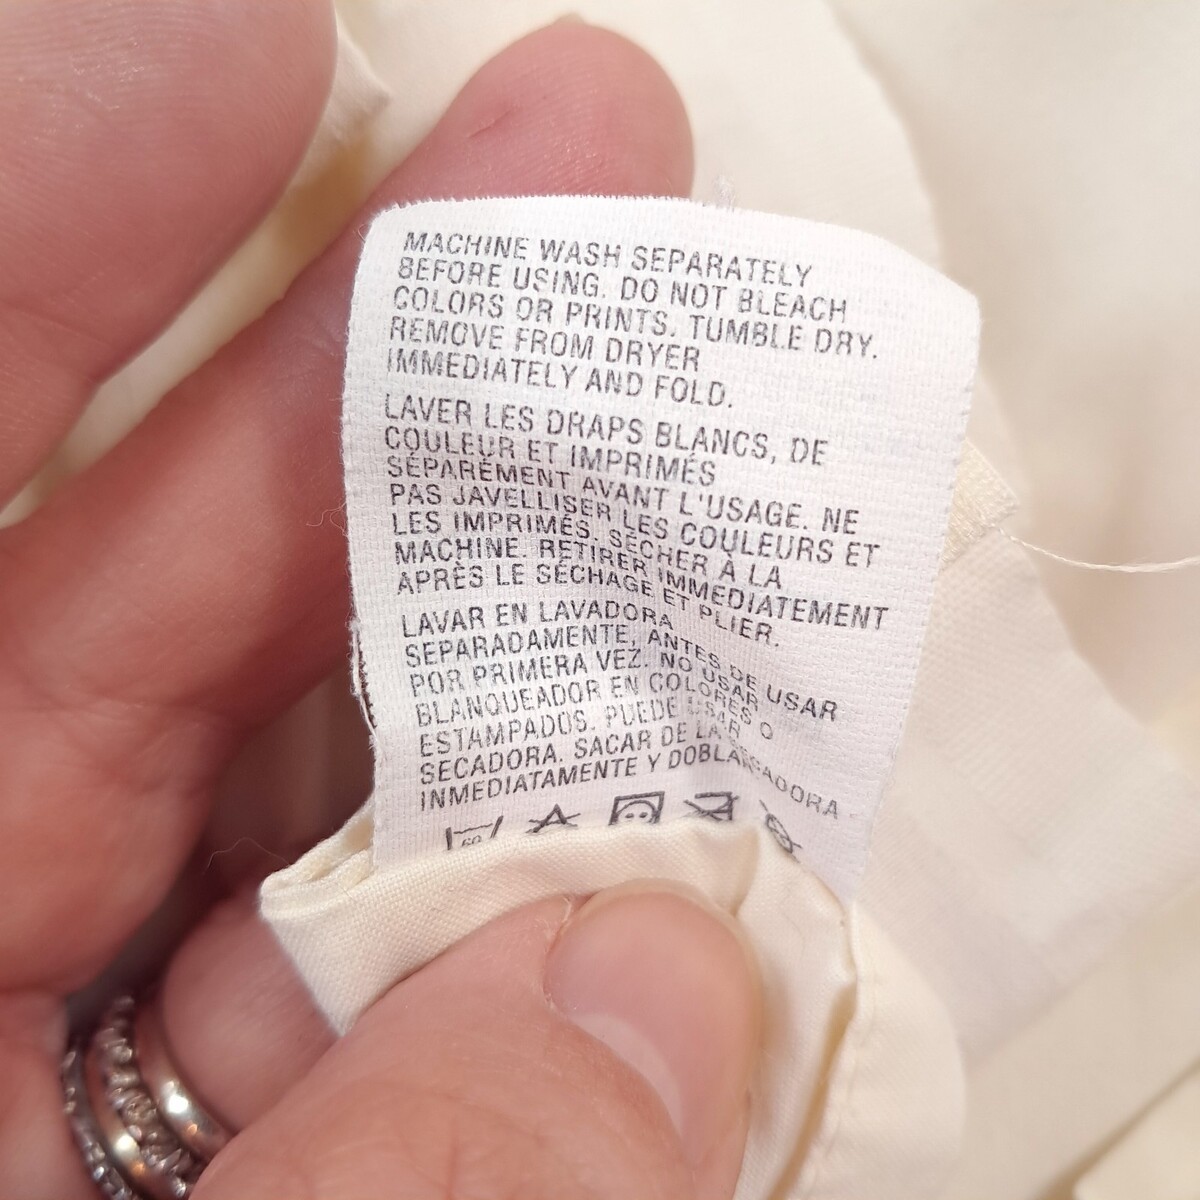 MACHINE WASH SEPARATELY
BEFORE USING. DO NOT BLEACH
COLORS OR PRINTS. TUMBLE DRY.
REMOVE FROM DRYER
IMMEDIATELY AND FOLD.
LAVER LES DRAPS BLANCS, DE
COULEUR ET IMPRIMÉS
SÉPARÉMENT AVANT L'USAGE. NE
PAS JAVELLISER LES COULEURS ET
LES IMPRIMÉS. SÉCHER À LA
MACHINE. RETIRER IMMEDIATEMENT
APRÈS LE SÉCHAGE ET PLIER.
LAVAR EN LAVADORA
SEPARADAMENTE, ANTES DE USAR
POR PRIMERA VEZ. NO USAR
BLANQUEADOR EN COLORES O
ESTAMPADOS. PUEDE USAR
SECADORA. SACAR DE LA SECADORA
INMEDIATAMENTE Y DOBLAR
60